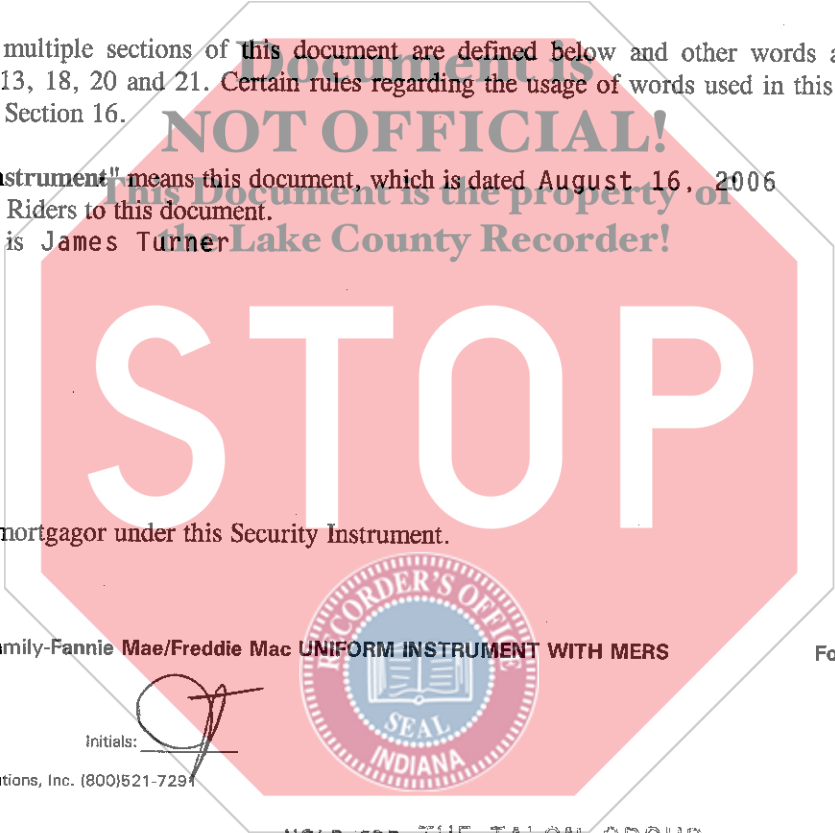 multiple sections of this document are defined below and other words a
Document is
13, 18, 20 and 21. Certain rules regarding the usage of words used in this
Section 16.
NOT OFFICIAL!
strument" means this document, which is dated August 16, 2006
This Document is the property of
Riders to this document.
is James Turner
the Lake County Recorder!
STOP
mortgagor under this Security Instrument.
RECORDER'S OFFICE
mily-Fannie Mae/Freddie Mac UNIFORM INSTRUMENT WITH MERS Fo
SEAL
INDIANA
Initials:
tions, Inc. (800)521-7291
THE TALON GROUP